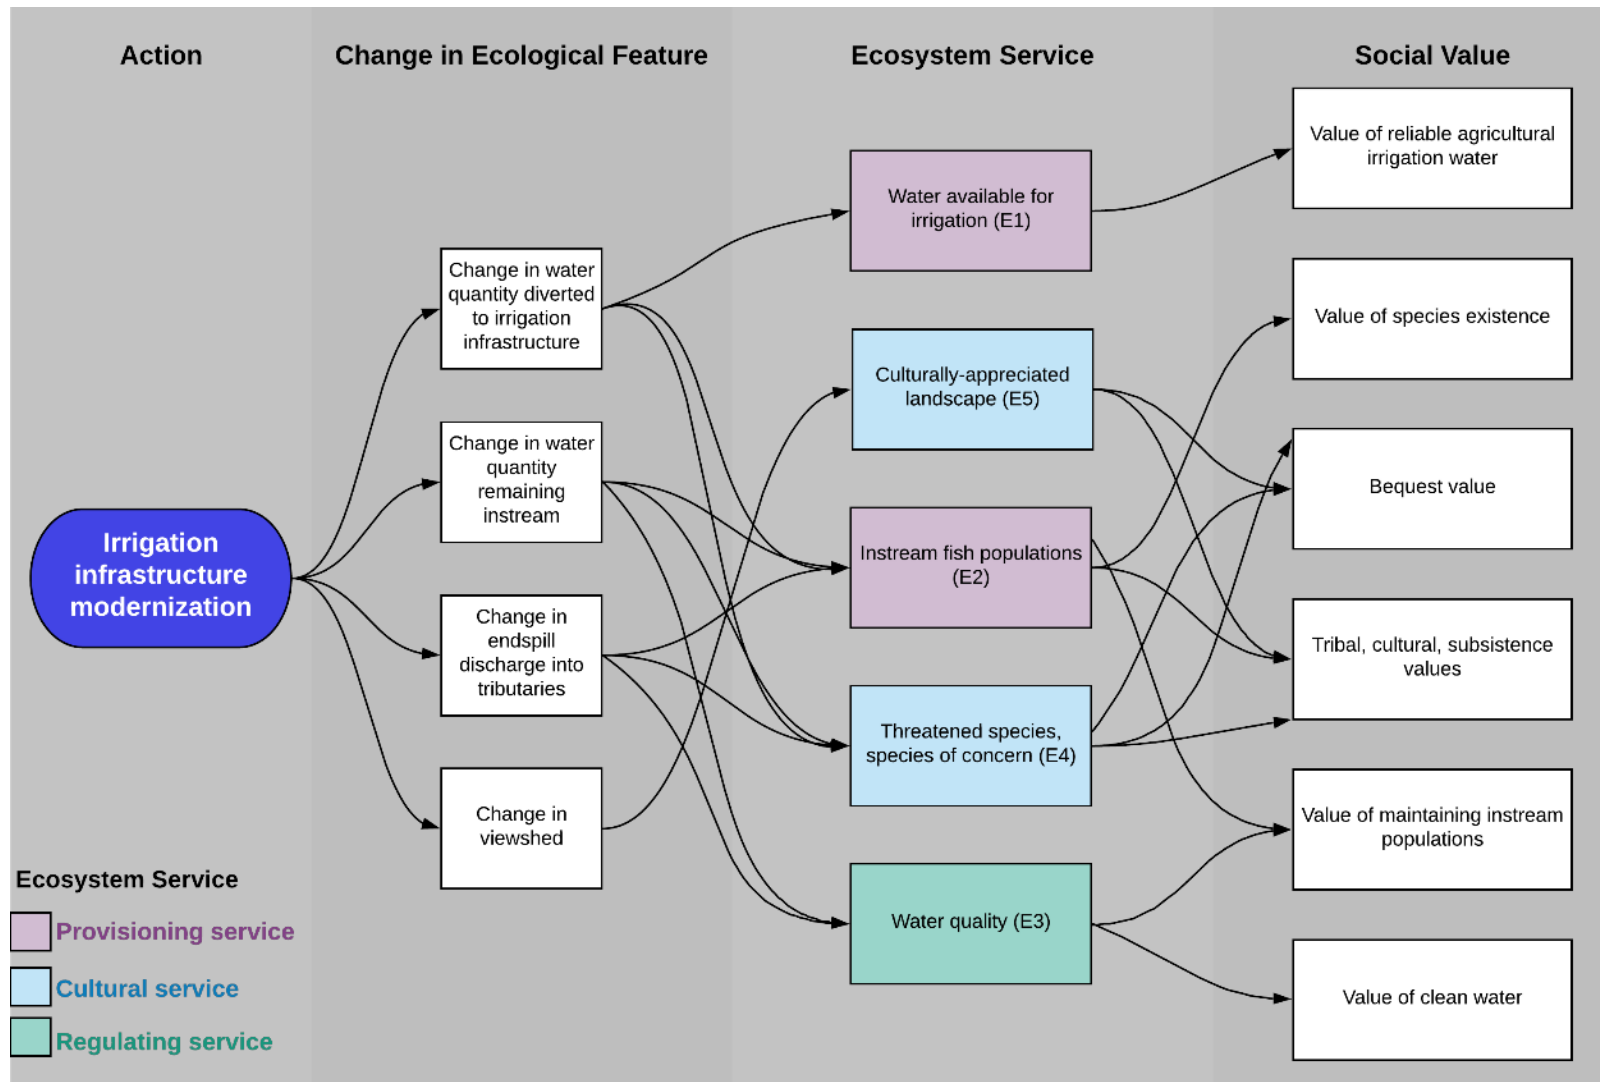 Action
Change in Ecological Feature
Ecosystem Service
Social Value
Irrigation
infrastructure
modernization
Change in water
quantity diverted
to irrigation
infrastructure
Change in water
quantity
remaining
instream
Change in
endspill
discharge into
tributaries
Change in
viewshed
Water available for
irrigation (E1)
Culturally-appreciated
landscape (E5)
Instream fish populations
(E2)
Threatened species,
species of concern (E4)
Water quality (E3)
Value of reliable agricultural
irrigation water
Value of species existence
Bequest value
Tribal, cultural, subsistence
values
Value of maintaining instream
populations
Value of clean water
Ecosystem Service
Provisioning service
Cultural service
Regulating service